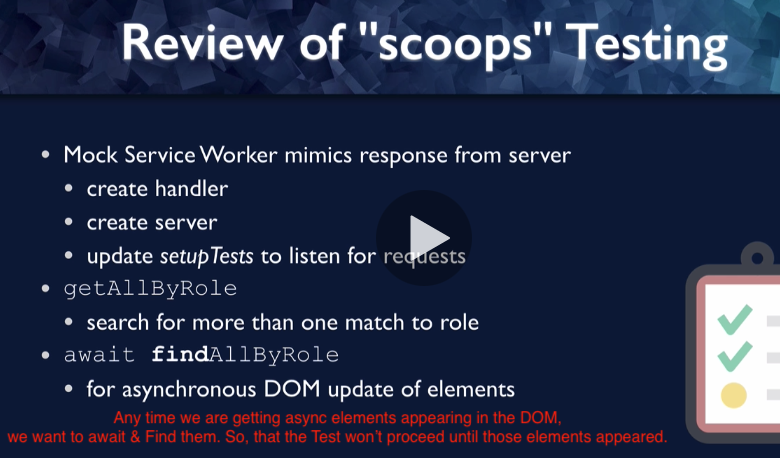 Review of "scoops" Testing
• Mock Service Worker mimics response from server
• create handler
• create server
• update setupTests to listen for requests
• getAllByRole
• search for more than one match to role
• await findAllByRole
• for asynchronous DOM update of elements
Any time we are getting async elements appearing in the DOM,
we want to await & Find them. So, that the Test won't proceed until those elements appeared.